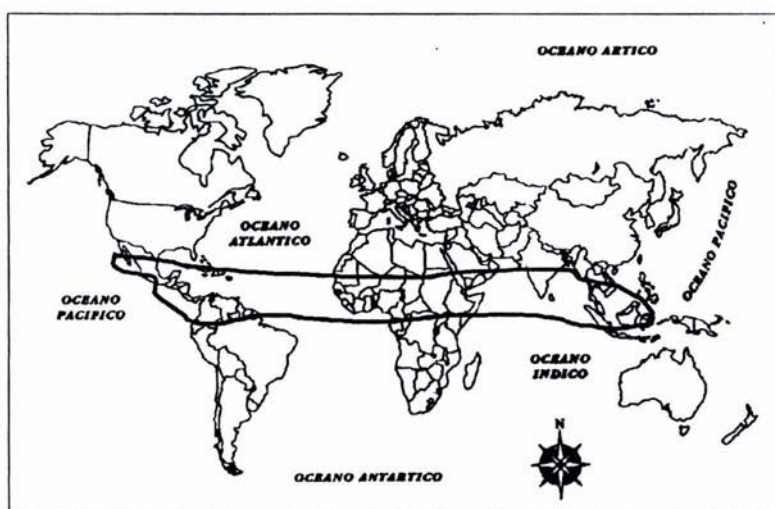 OCEANO ARTICO
OCEANO
ATLANTICO
OCEANO PACIFICO
OCEANO
PACIFICO
OCEANO
INDICO
N
OCEANO ANTARTICO